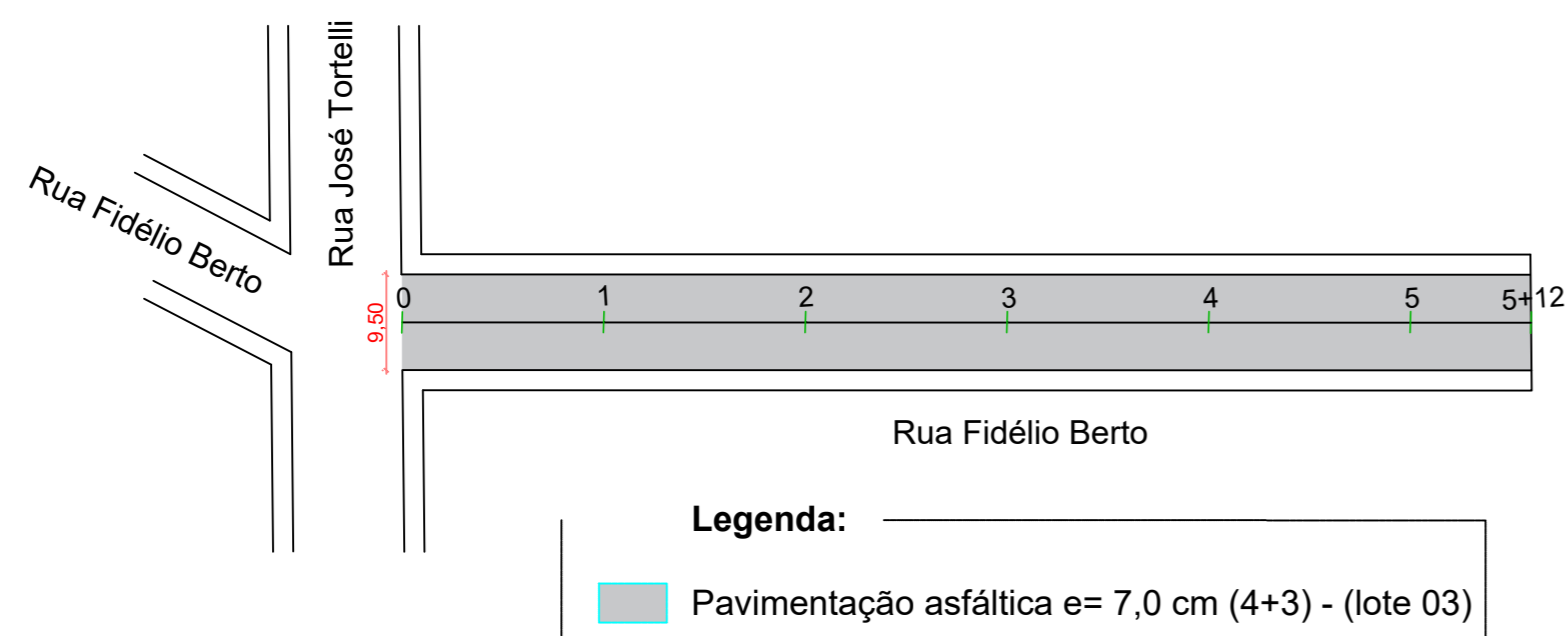 Rua José Tortelli
Rua Fidélio Berto
9,50
0 1 2 3 4 5 5+12
Rua Fidélio Berto
Legenda:
Pavimentação asfáltica e= 7,0 cm (4+3) - (lote 03)